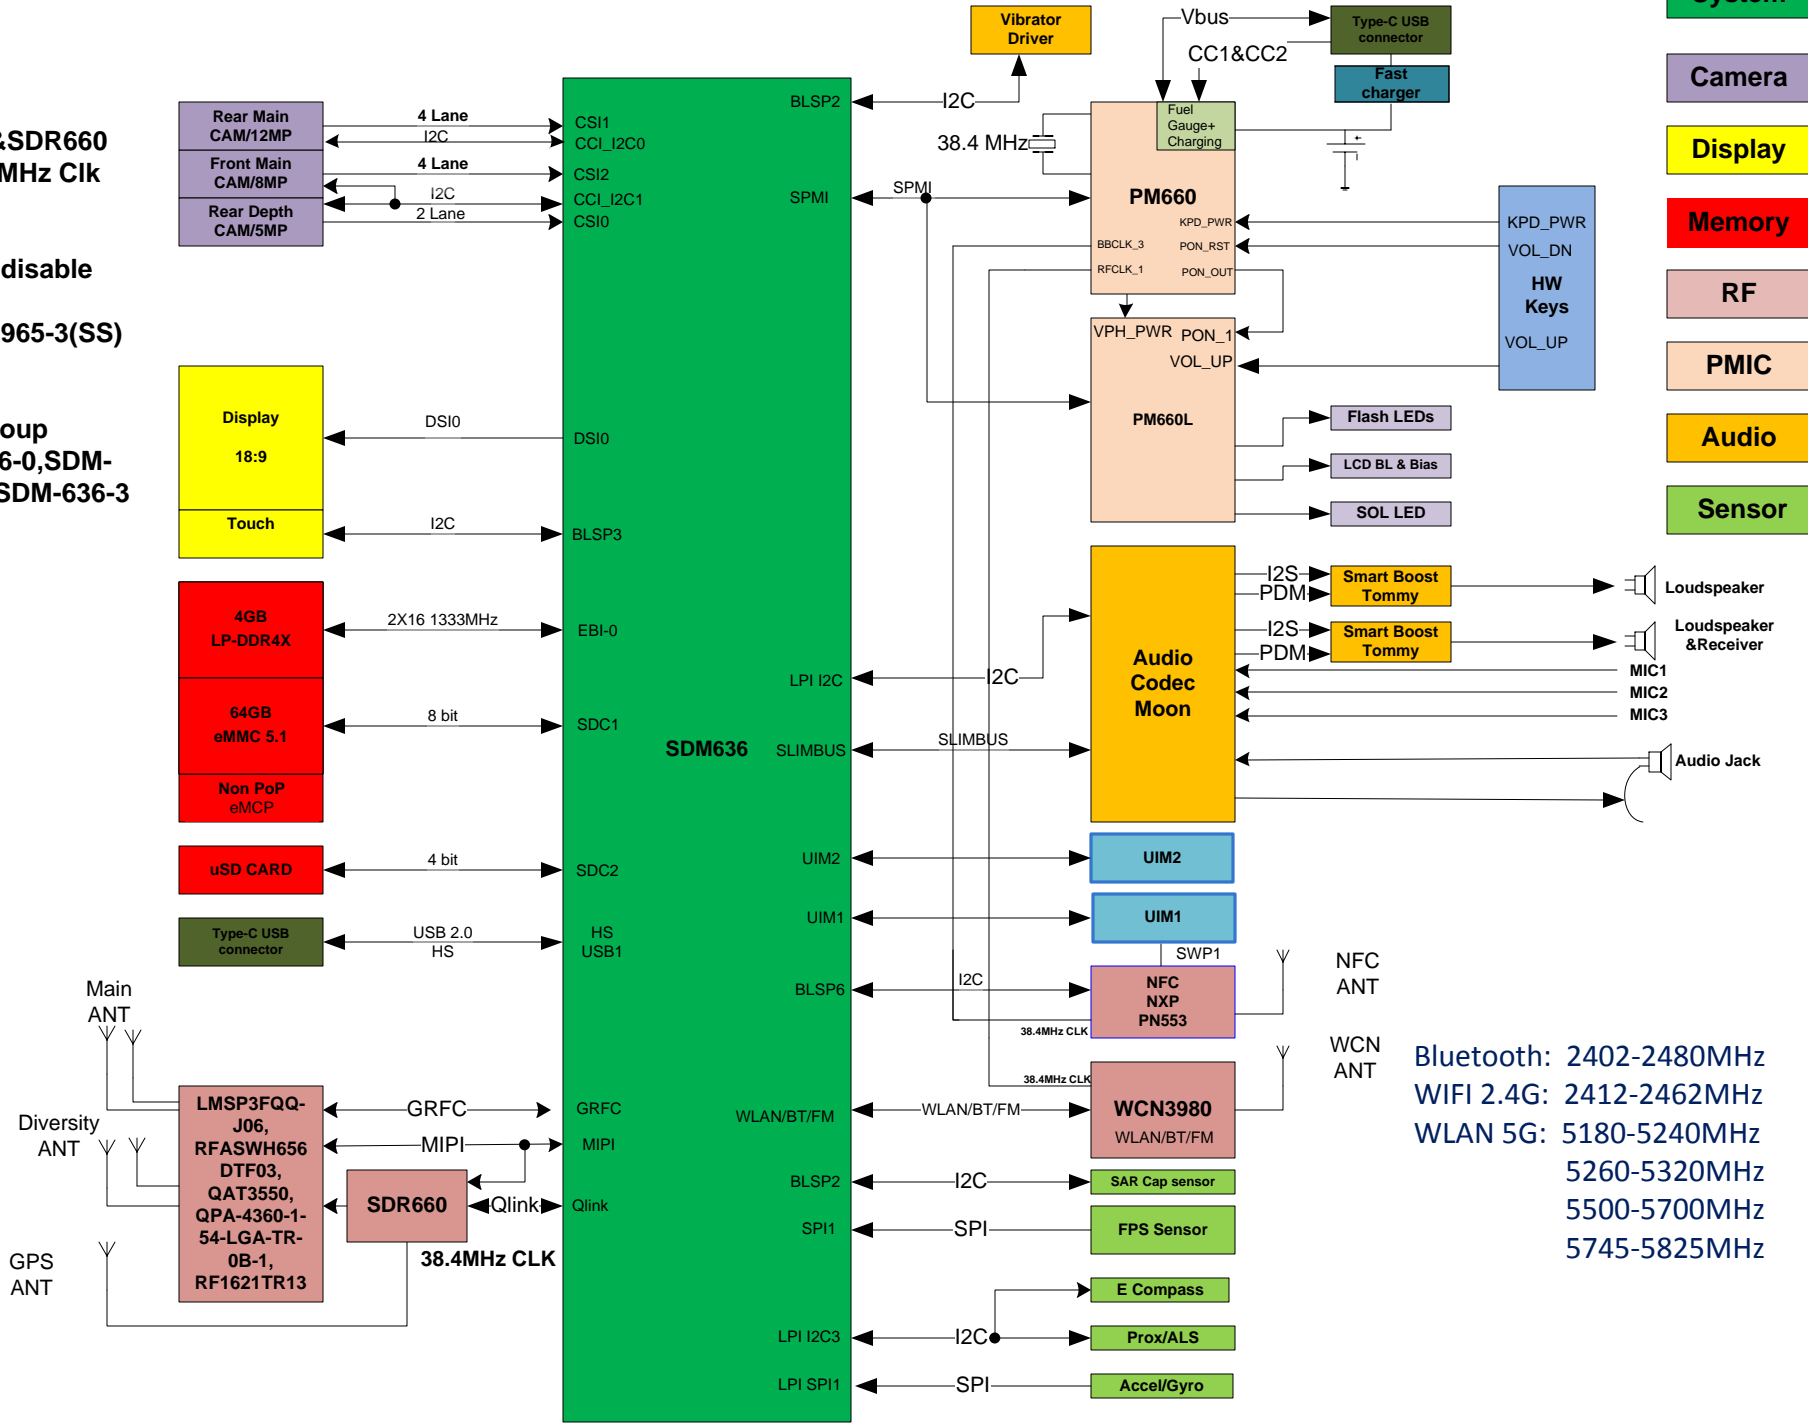 &SDR660
MHz Clk
disable
965-3(SS)
oup
6-0,SDM-
SDM-636-3
Rear Main
CAM/12MP
Front Main
CAM/8MP
Rear Depth
CAM/5MP
4 Lane
I2C
4 Lane
I2C
2 Lane
CSI1
CCI_I2C0
CSI2
CCI_I2C1
CSI0
Display
18:9
DSI0
DSI0
Touch
I2C
BLSP3
4GB
LP-DDR4X
2X16 1333MHz
EBI-0
64GB
eMMC 5.1
8 bit
SDC1
Non PoP
eMCP
uSD CARD
4 bit
SDC2
Type-C USB
connector
USB 2.0
HS
HS
USB1
Main
ANT
Diversity
ANT
GPS
ANT
LMSP3FQQ-
J06,
RFASWH656
DTF03,
QAT3550,
QPA-4360-1-
54-LGA-TR-
0B-1,
RF1621TR13
GRFC
GRFC
MIPI
MIPI
SDR660
Qlink
Qlink
38.4MHz CLK
SDM636
BLSP2
SPMI
LPI I2C
SLIMBUS
UIM2
UIM1
BLSP6
WLAN/BT/FM
BLSP2
SPI1
LPI I2C3
LPI SPI1
Vibrator
Driver
I2C
Vbus
CC1&CC2
Type-C USB
connector
Fast
charger
38.4 MHz
Fuel
Gauge+
Charging
PM660
SPMI
KPD_PWR
BBCLK_3
PON_RST
RFCLK_1
PON_OUT
KPD_PWR
VOL_DN
HW
Keys
VOL_UP
VPH_PWR
PON_1
VOL_UP
PM660L
Flash LEDs
LCD BL & Bias
SOL LED
Audio
Codec
Moon
I2C
SLIMBUS
I2S
PDM
Smart Boost
Tommy
Loudspeaker
I2S
PDM
Smart Boost
Tommy
Loudspeaker
&Receiver
MIC1
MIC2
MIC3
Audio Jack
UIM2
UIM1
SWP1
I2C
NFC
NXP
PN553
38.4MHz CLK
NFC
ANT
38.4MHz CLK
WLAN/BT/FM
WCN3980
WLAN/BT/FM
WCN
ANT
I2C
SAR Cap sensor
SPI
FPS Sensor
E Compass
I2C
Prox/ALS
SPI
Accel/Gyro
Bluetooth: 2402-2480MHz
WIFI 2.4G: 2412-2462MHz
WLAN 5G: 5180-5240MHz
5260-5320MHz
5500-5700MHz
5745-5825MHz
System
Camera
Display
Memory
RF
PMIC
Audio
Sensor